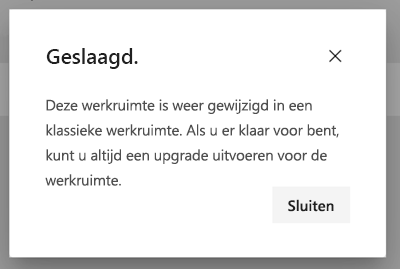 Geslaagd.
Deze werkruimte is weer gewijzigd in een
klassieke werkruimte. Als u er klaar voor bent,
kunt u altijd een upgrade uitvoeren voor de
werkruimte.
Sluiten